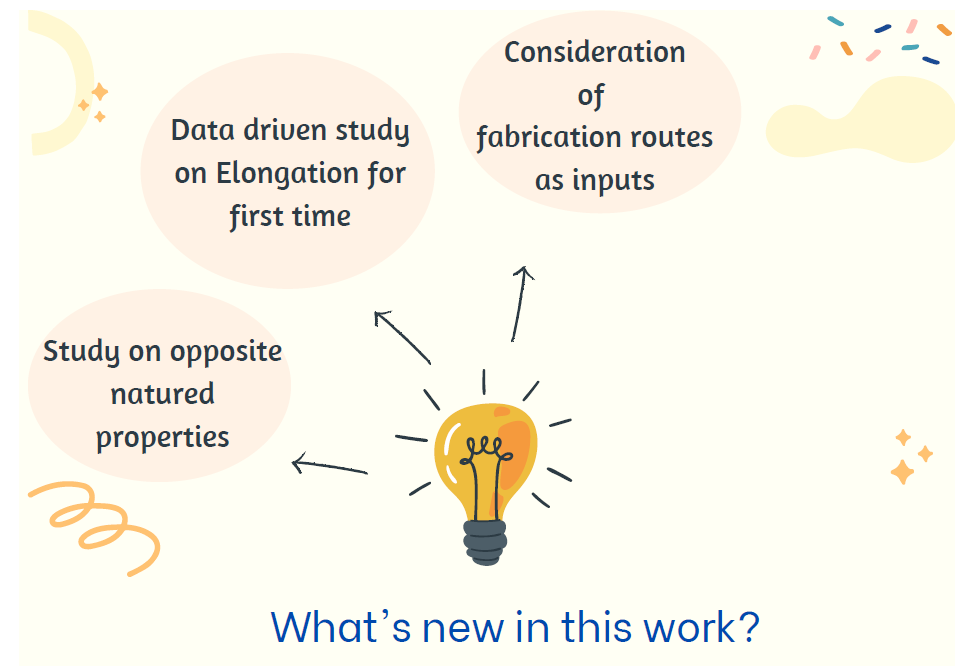 Consideration
of
fabrication routes
as inputs
Data driven study
on Elongation for
first time
Study on opposite
natured
properties
What's new in this work?